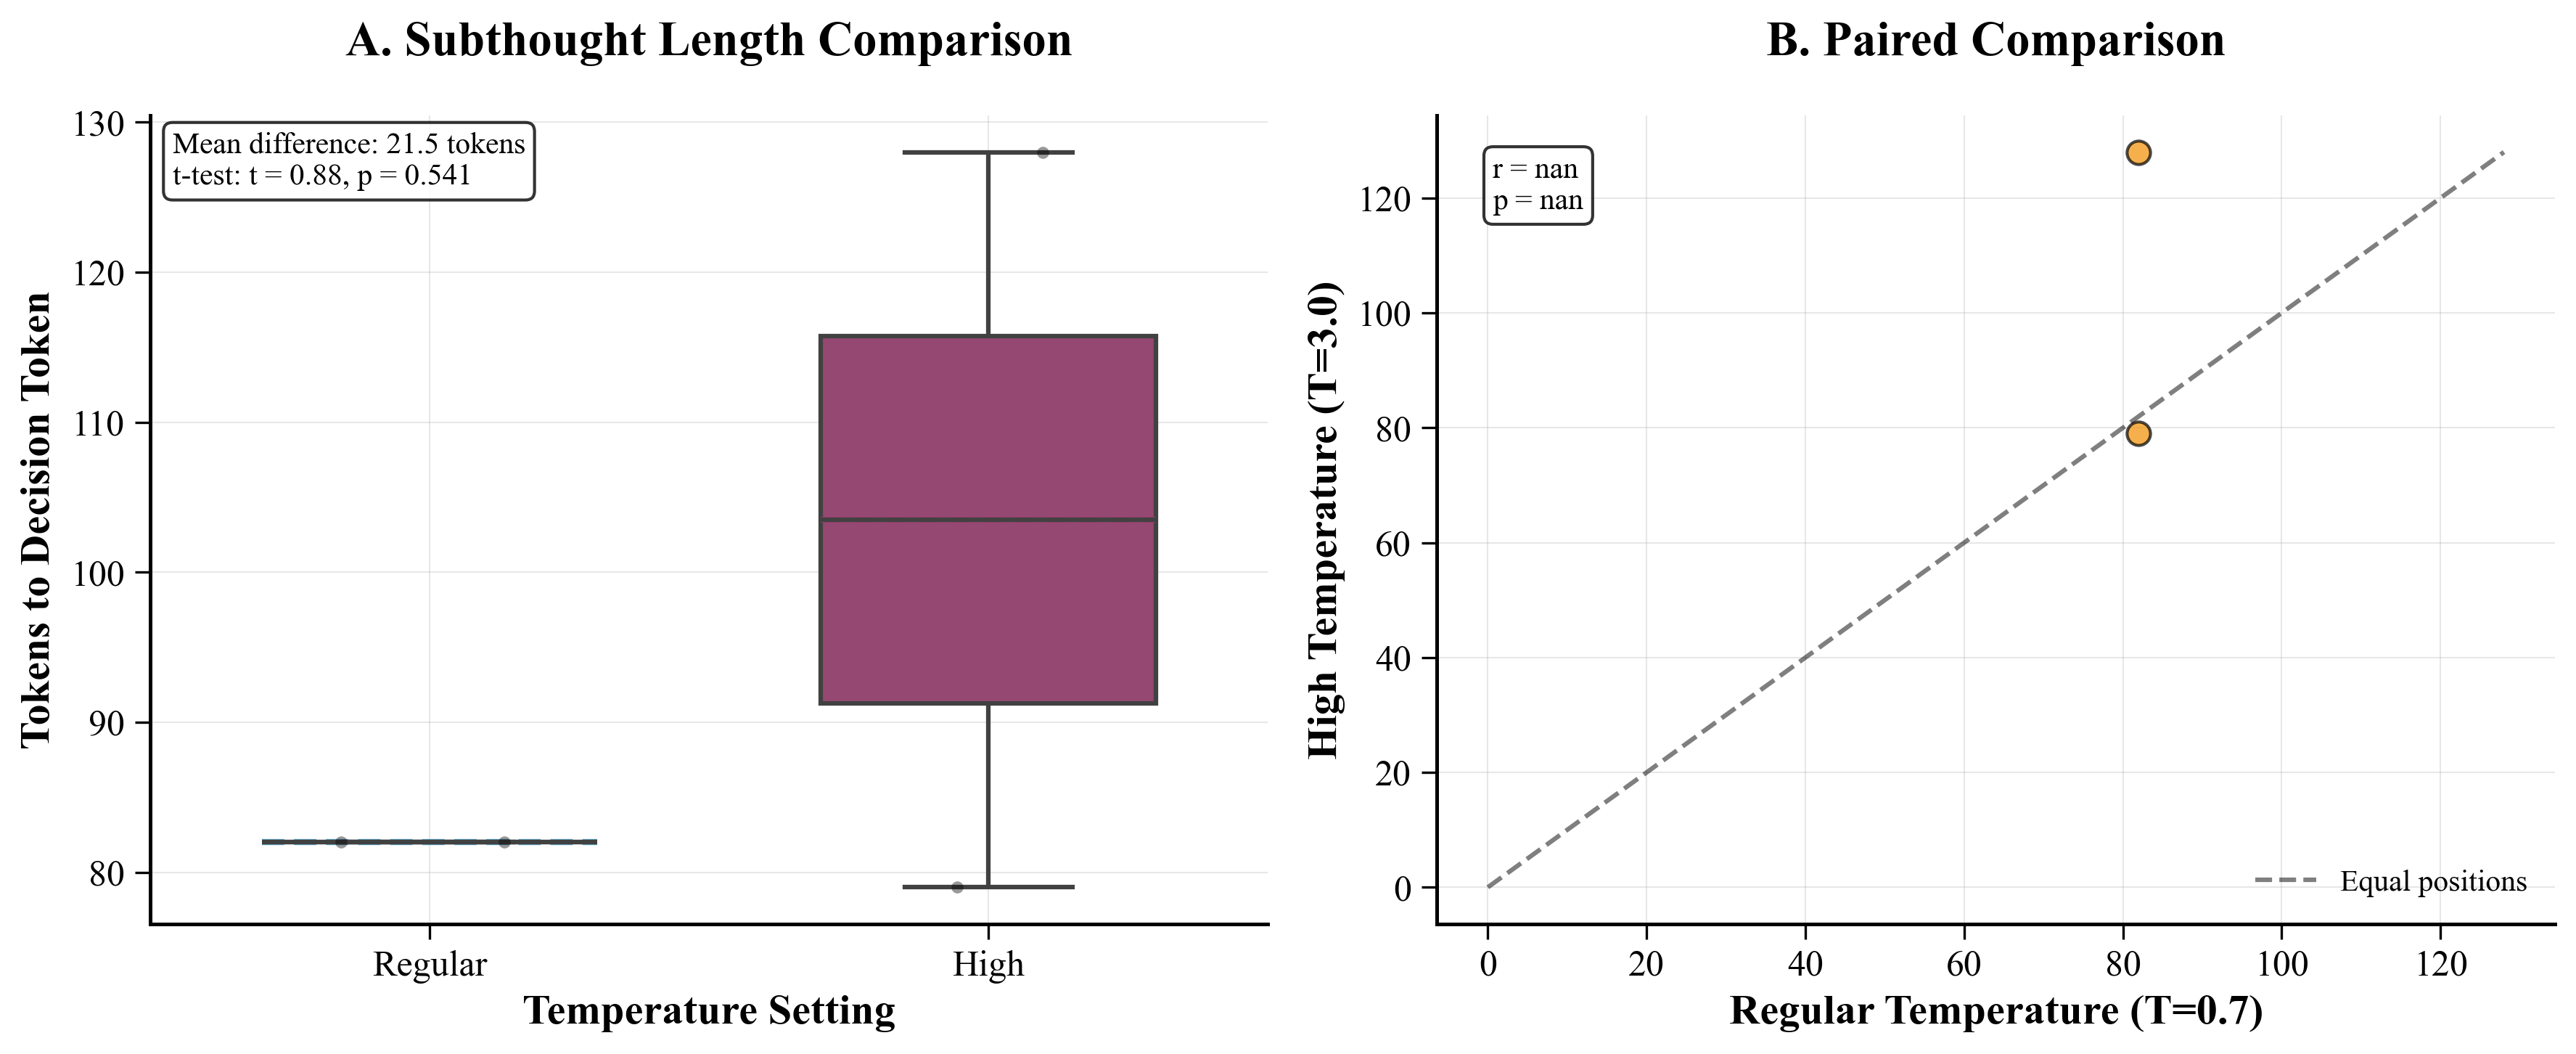 A. Subthought Length Comparison
Mean difference: 21.5 tokens
t-test: t = 0.88, p = 0.541
Tokens to Decision Token
130
120
110
100
90
80
Regular
High
Temperature Setting
B. Paired Comparison
r = nan
p = nan
High Temperature (T=3.0)
120
100
80
60
40
20
0
Equal positions
0
20
40
60
80
100
120
Regular Temperature (T=0.7)